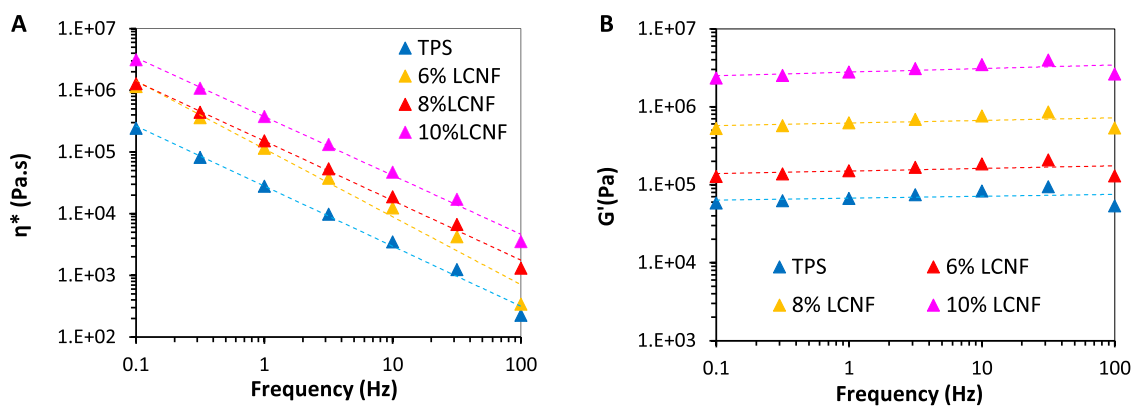 A
1.E+07
1.E+06
1.E+05
1.E+04
1.E+03
1.E+02
η* (Pa.s)
TPS
6% LCNF
8%LCNF
10%LCNF
0.1
1
10
100
Frequency (Hz)
B
1.E+07
1.E+06
1.E+05
1.E+04
1.E+03
G'(Pa)
TPS
6% LCNF
8% LCNF
10% LCNF
0.1
1
10
100
Frequency (Hz)